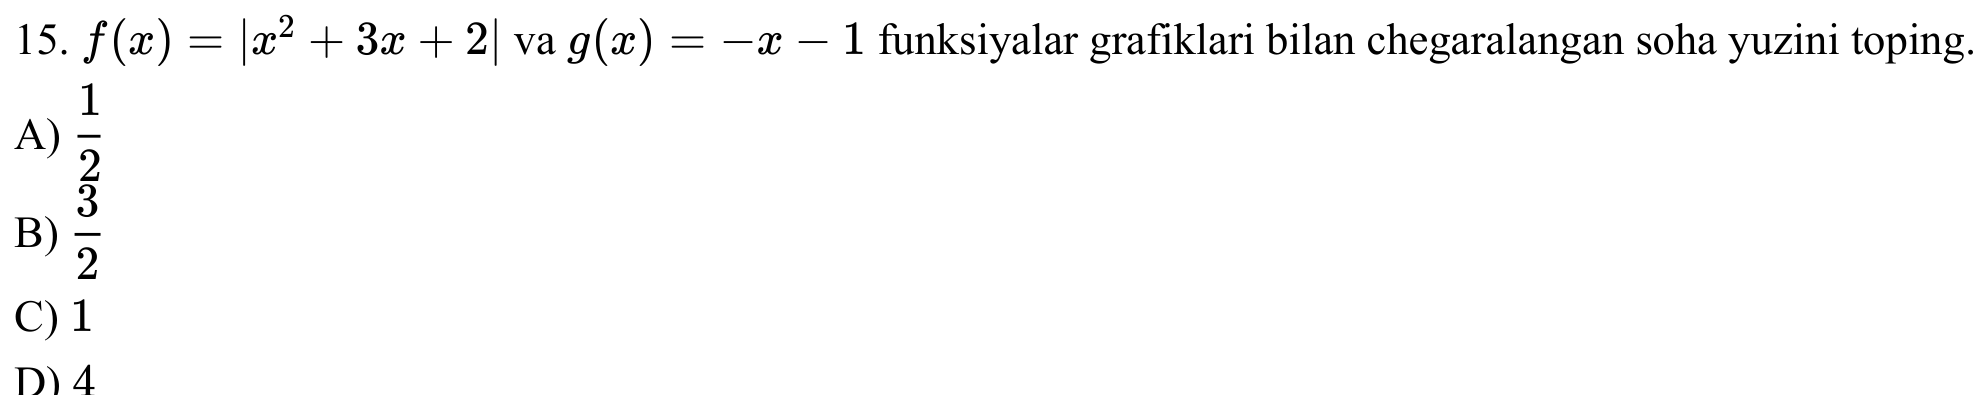 15. f(x) = |x² + 3x + 2| va g(x) = −x − 1 funksiyalar grafiklari bilan chegaralangan soha yuzini toping.
A) 1/2
B) 3/2
C) 1
D) 4